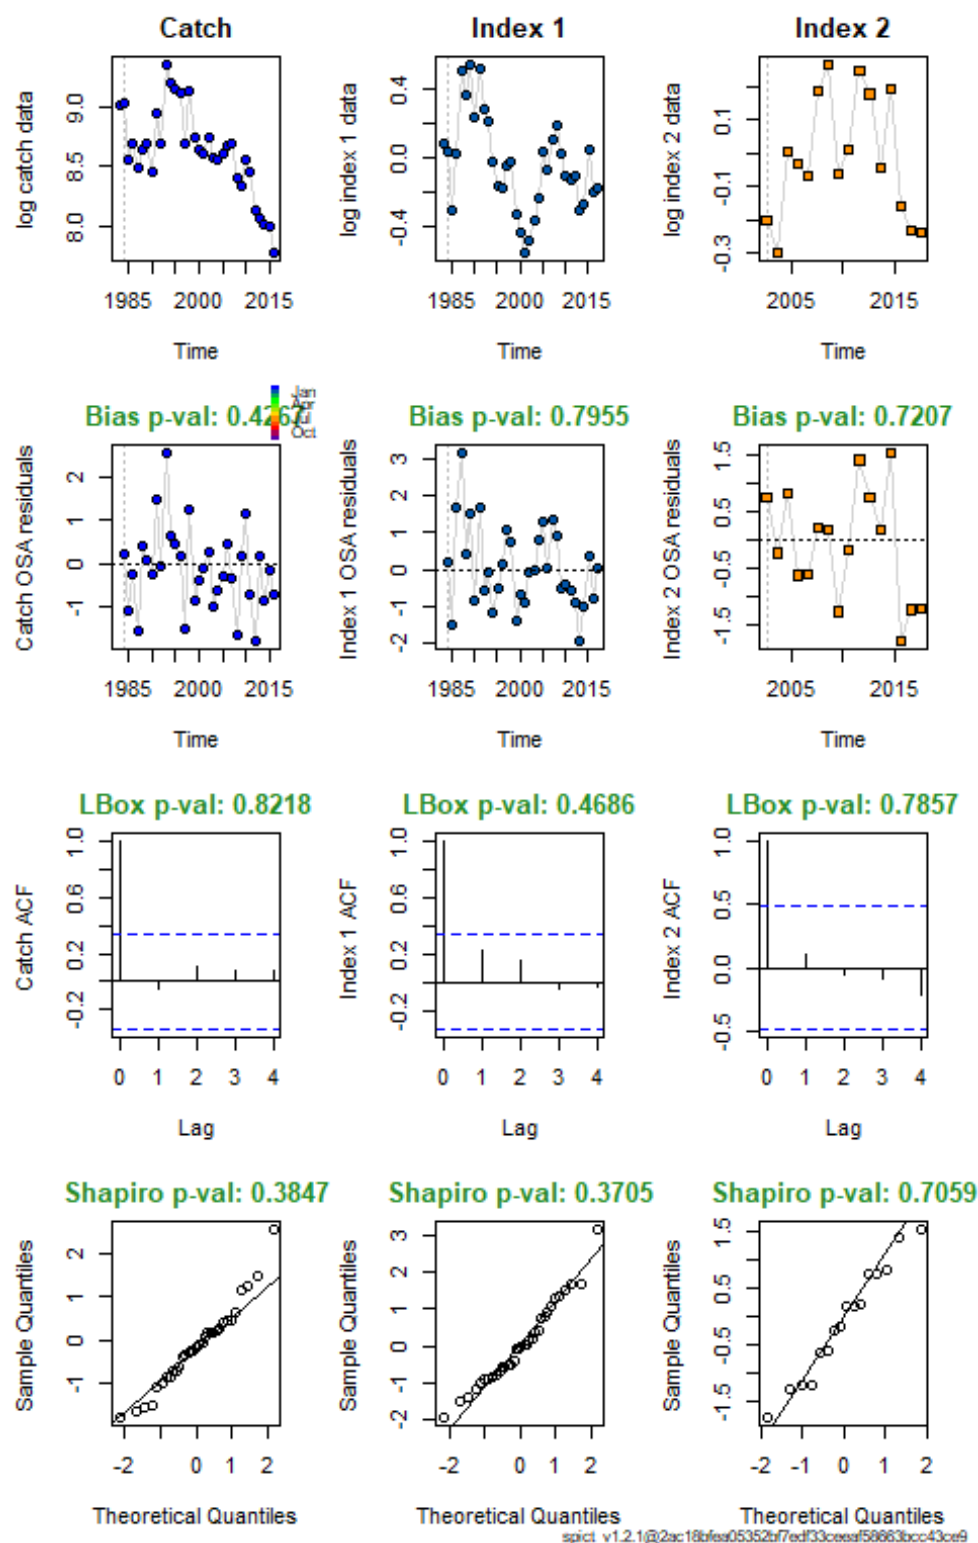 Catch Index 1 Index 2
log catch data
8.0 8.5 9.0
1985 2000 2015
Time
log index 1 data
-0.4 0.0 0.4
1985 2000 2015
Time
log index 2 data
-0.3 -0.1 0.1
2005 2015
Time
Bias p-val: 0.4267 Bias p-val: 0.7955 Bias p-val: 0.7207
Jan
Apr
Jul
Oct
Catch OSA residuals
-1 0 1 2
1985 2000 2015
Time
Index 1 OSA residuals
-2 -1 0 1 2 3
1985 2000 2015
Time
Index 2 OSA residuals
-1.5 -0.5 0.5 1.5
2005 2015
Time
LBox p-val: 0.8218 LBox p-val: 0.4686 LBox p-val: 0.7857
Catch ACF
-0.2 0.2 0.6 1.0
0 1 2 3 4
Lag
Index 1 ACF
-0.2 0.2 0.6 1.0
0 1 2 3 4
Lag
Index 2 ACF
-0.5 0.0 0.5 1.0
0 1 2 3 4
Lag
Shapiro p-val: 0.3847 Shapiro p-val: 0.3705 Shapiro p-val: 0.7059
Sample Quantiles
-1 0 1 2
-2 0 1 2
Theoretical Quantiles
Sample Quantiles
-2 -1 0 1 2 3
-2 0 1 2
Theoretical Quantiles
Sample Quantiles
-1.5 -0.5 0.5 1.5
-2 -1 0 1 2
Theoretical Quantiles